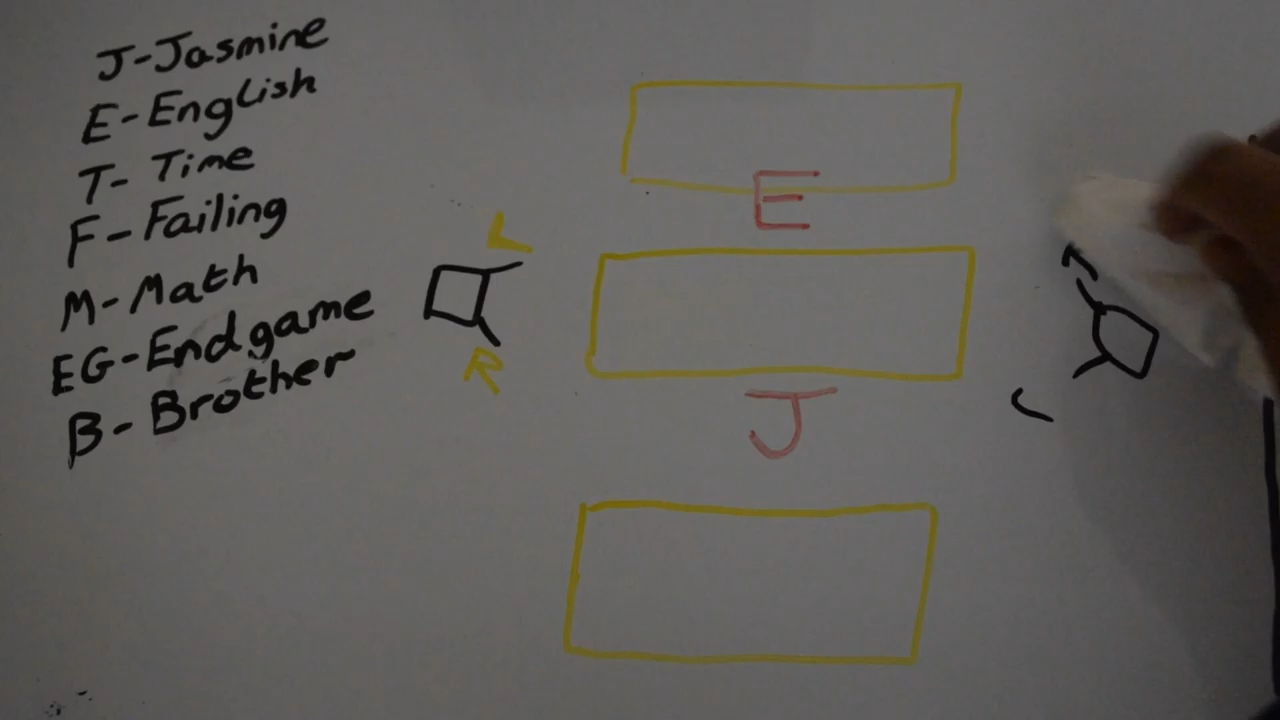 J-Jasmine
E-English
T- Time
F-Failing
M-Math
EG-Endgame
B-Brother
L
R
E
J